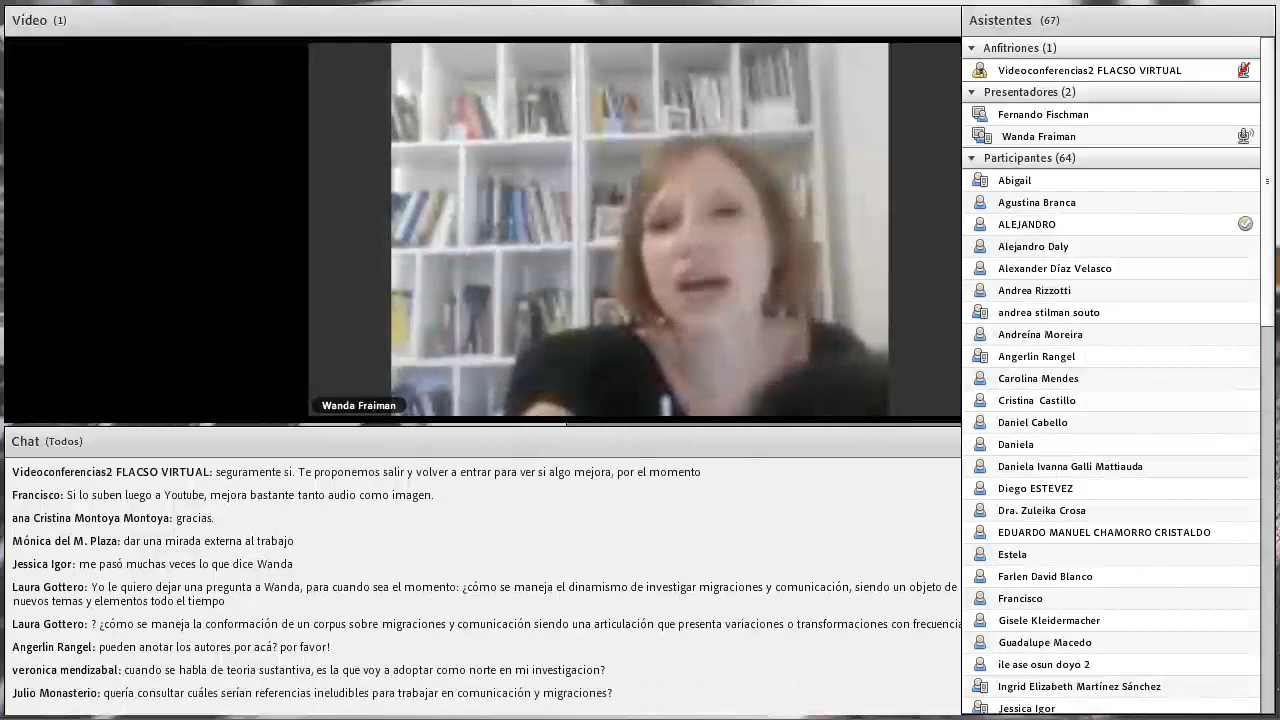 Vídeo (1)
Wanda Fraiman
Chat (Todos)
Videoconferencias2 FLACSO VIRTUAL: seguramente si. Te proponemos salir y volver a entrar para ver si algo mejora, por el momento
Francisco: Si lo suben luego a Youtube, mejora bastante tanto audio como imagen.
ana Cristina Montoya Montoya: gracias.
Mónica del M. Plaza: dar una mirada externa al trabajo
Jessica Igor: me pasó muchas veces lo que dice Wanda
Laura Gottero: Yo le quiero dejar una pregunta a Wanda, para cuando sea el momento: ¿cómo se maneja el dinamismo de investigar migraciones y comunicación, siendo un objeto de
nuevos temas y elementos todo el tiempo
Laura Gottero: ? ¿cómo se maneja la conformación de un corpus sobre migraciones y comunicación siendo una articulación que presenta variaciones o transformaciones con frecuencia
Angerlin Rangel: pueden anotar los autores por acá? por favor!
veronica mendizabal: cuando se habla de teoria sustantiva, es la que voy a adoptar como norte en mi investigacion?
Julio Monasterio: quería consultar cuáles serían referencias ineludibles para trabajar en comunicación y migraciones?
Asistentes (67)
Anfitriones (1)
Videoconferencias2 FLACSO VIRTUAL
Presentadores (2)
Fernando Fischman
Wanda Fraiman
Participantes (64)
Abigail
Agustina Branca
ALEJANDRO
Alejandro Daly
Alexander Díaz Velasco
Andrea Rizzotti
andrea stilman souto
Andreína Moreira
Angerlin Rangel
Carolina Mendes
Cristina Castillo
Daniel Cabello
Daniela
Daniela Ivanna Galli Mattiauda
Diego ESTEVEZ
Dra. Zuleika Crosa
EDUARDO MANUEL CHAMORRO CRISTALDO
Estela
Farlen David Blanco
Francisco
Gisele Kleidermacher
Guadalupe Macedo
ile ase osun doyo 2
Ingrid Elizabeth Martínez Sánchez
Jessica Igor